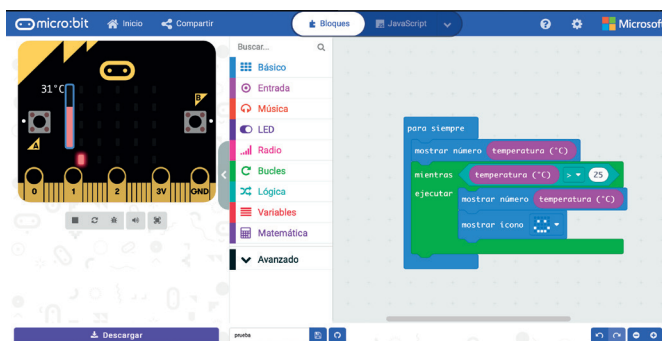 micro:bit Inicio Compartir Bloques JavaScript Microsof
Buscar...
Básico
Entrada
Música
LED
Radio
Bucles
Lógica
Variables
Matemática
Avanzado
31°C
B
A
0 1 2 3V GND
para siempre
mostrar número temperatura (°C)
mientras temperatura (°C) > 25
ejecutar mostrar número temperatura (°C)
mostrar icono
Descargar
prueba